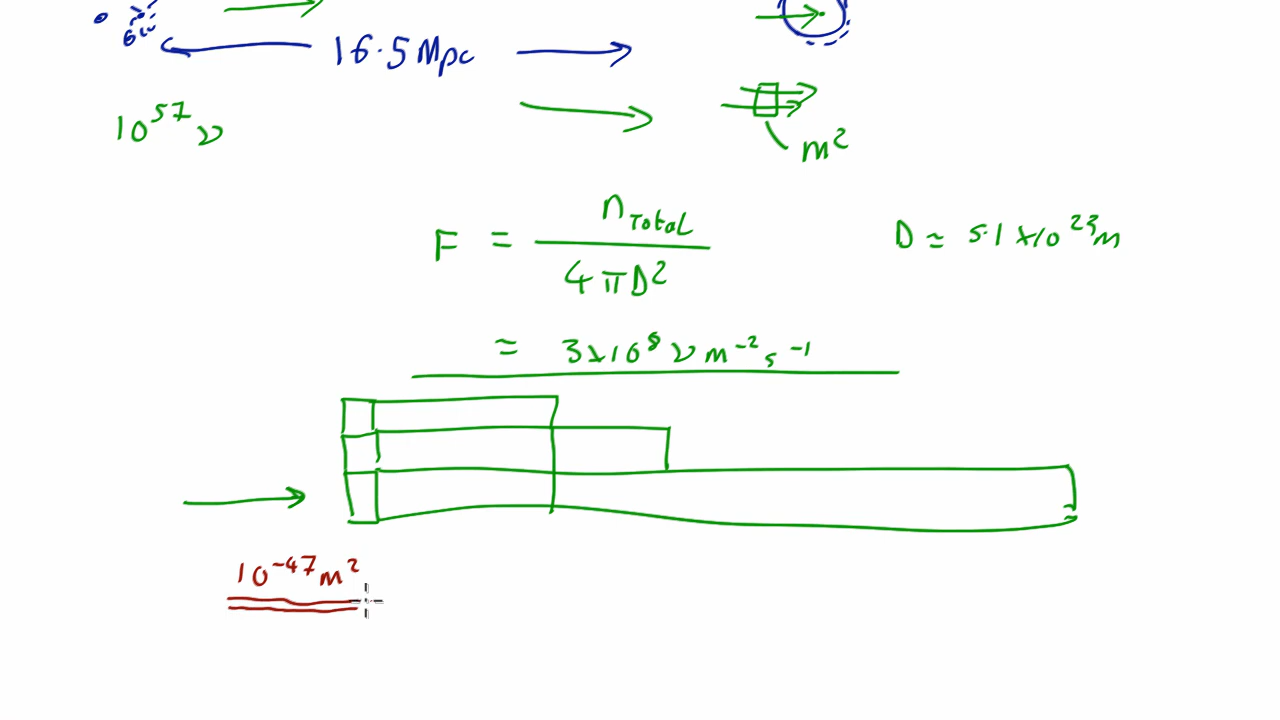 16.5 Mpc
10^57 ν
m²
F = n_Total / 4πD²
D ≈ 5.1 × 10^23 m
≈ 3×10^8 ν m^-2 s^-1
10^-47 m²